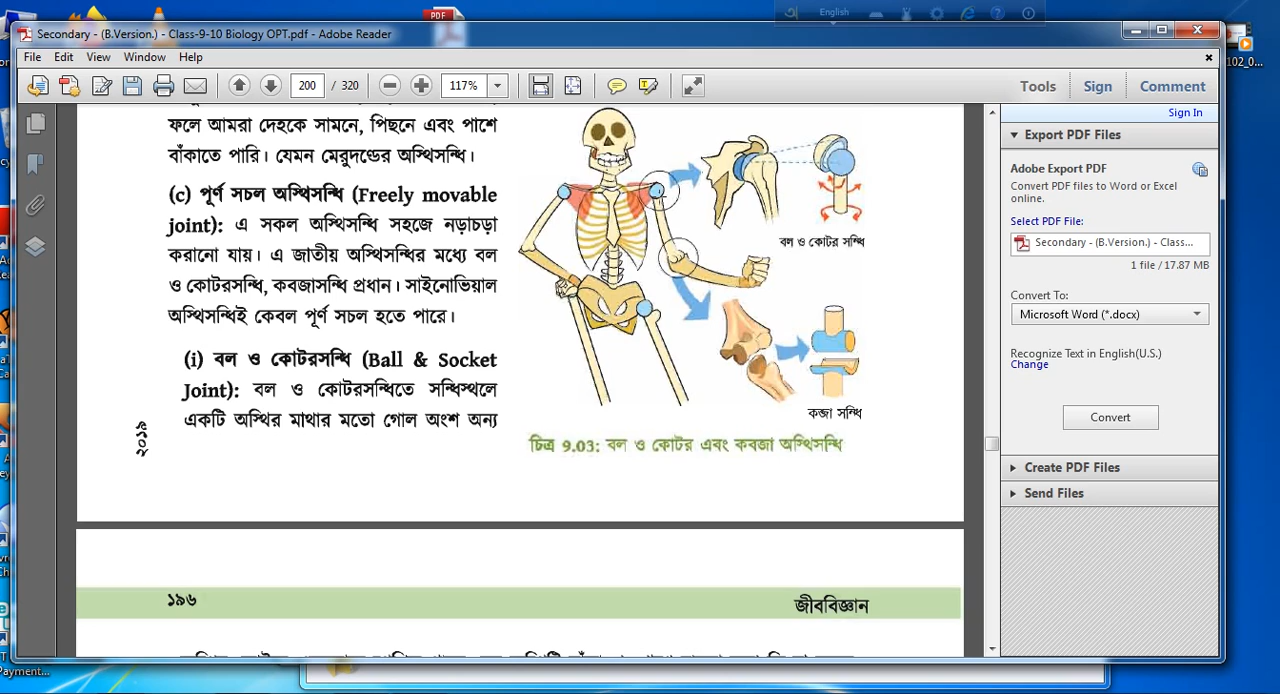 PDF
English
Secondary - (B.Version.) - Class-9-10 Biology OPT.pdf - Adobe Reader
File Edit View Window Help
200 / 320 117% Tools Sign Comment
Sign In
Export PDF Files
Adobe Export PDF
Convert PDF files to Word or Excel
online.
Select PDF File:
Secondary - (B.Version.) - Class...
1 file / 17.87 MB
Convert To:
Microsoft Word (*.docx)
Recognize Text in English(U.S.)
Change
Convert
Create PDF Files
Send Files
ফলে আমরা দেহকে সামনে, পিছনে এবং পাশে
বাঁকাতে পারি। যেমন মেরুদণ্ডের অস্থিসন্ধি।
(c) পূর্ণ সচল অস্থিসন্ধি (Freely movable
joint): এ সকল অস্থিসন্ধি সহজে নড়াচড়া
করানো যায়। এ জাতীয় অস্থিসন্ধির মধ্যে বল
ও কোটরসন্ধি, কবজাসন্ধি প্রধান। সাইনোভিয়াল
অস্থিসন্ধিই কেবল পূর্ণ সচল হতে পারে।
(i) বল ও কোটরসন্ধি (Ball & Socket
Joint): বল ও কোটরসন্ধিতে সন্ধিস্থলে
একটি অস্থির মাথার মতো গোল অংশ অন্য
২০১৯
বল ও কোটর সন্ধি
কব্জা সন্ধি
চিত্র 9.03: বল ও কোটর এবং কবজা অস্থিসন্ধি
১৯৬ জীববিজ্ঞান
Payment...
102_0...